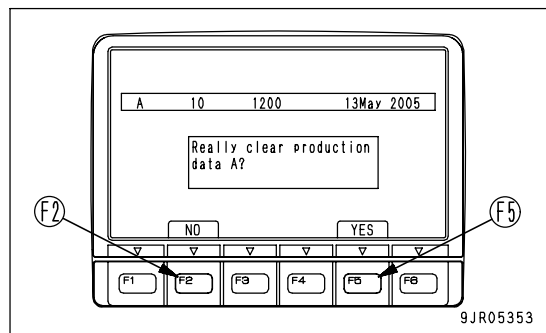 A 10 1200 13May 2005
Really clear production
data A?
F2
F5
NO YES
F1 F2 F3 F4 F5 F6
9JR05353